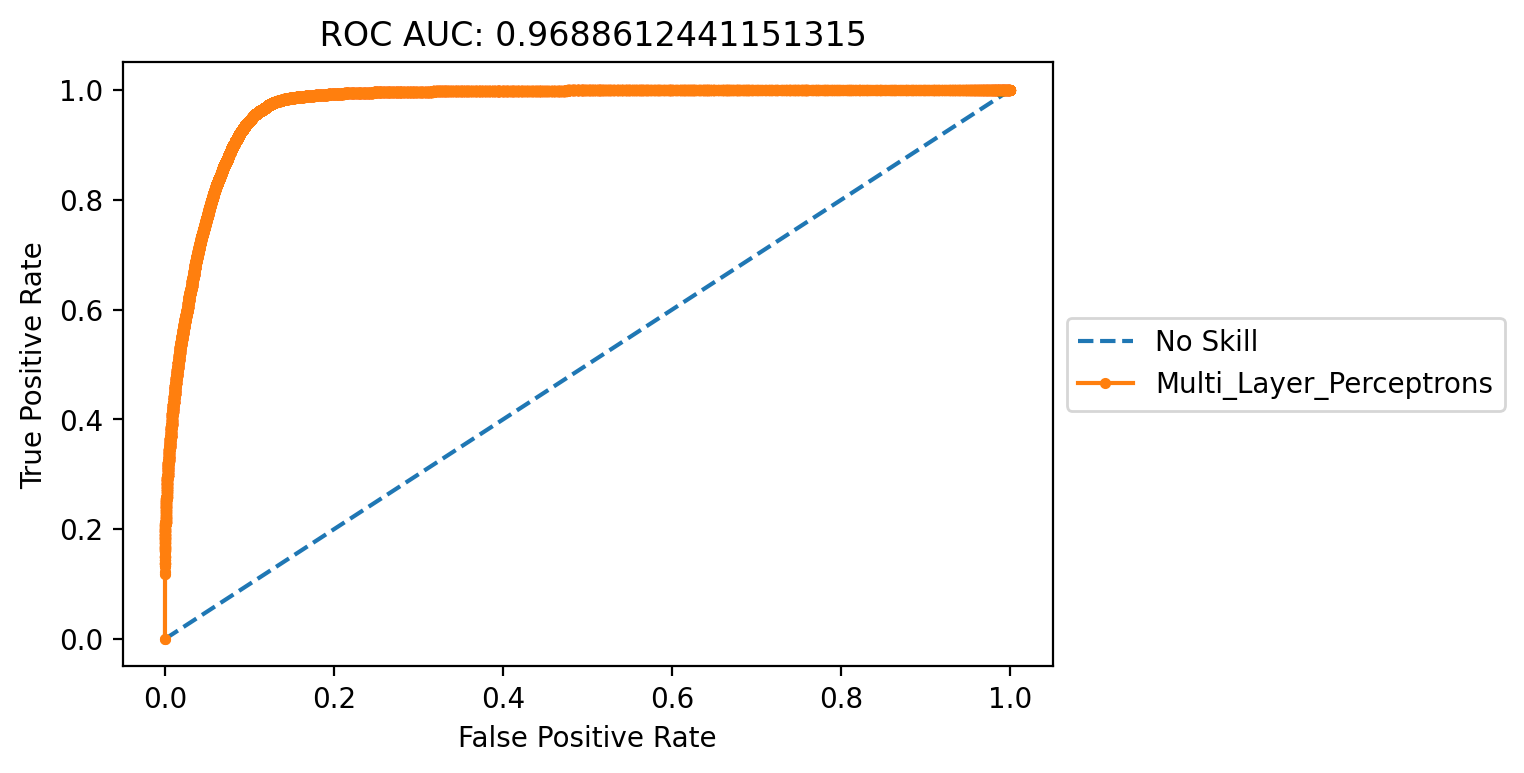 ROC AUC: 0.9688612441151315
1.0
0.8
0.6
0.4
0.2
0.0
True Positive Rate
0.0 0.2 0.4 0.6 0.8 1.0
False Positive Rate
No Skill
Multi_Layer_Perceptrons